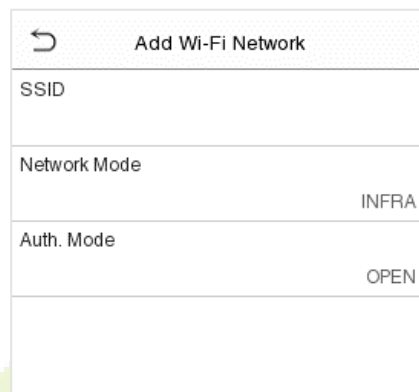 Add Wi-Fi Network
SSID
Network Mode
INFRA
Auth. Mode
OPEN